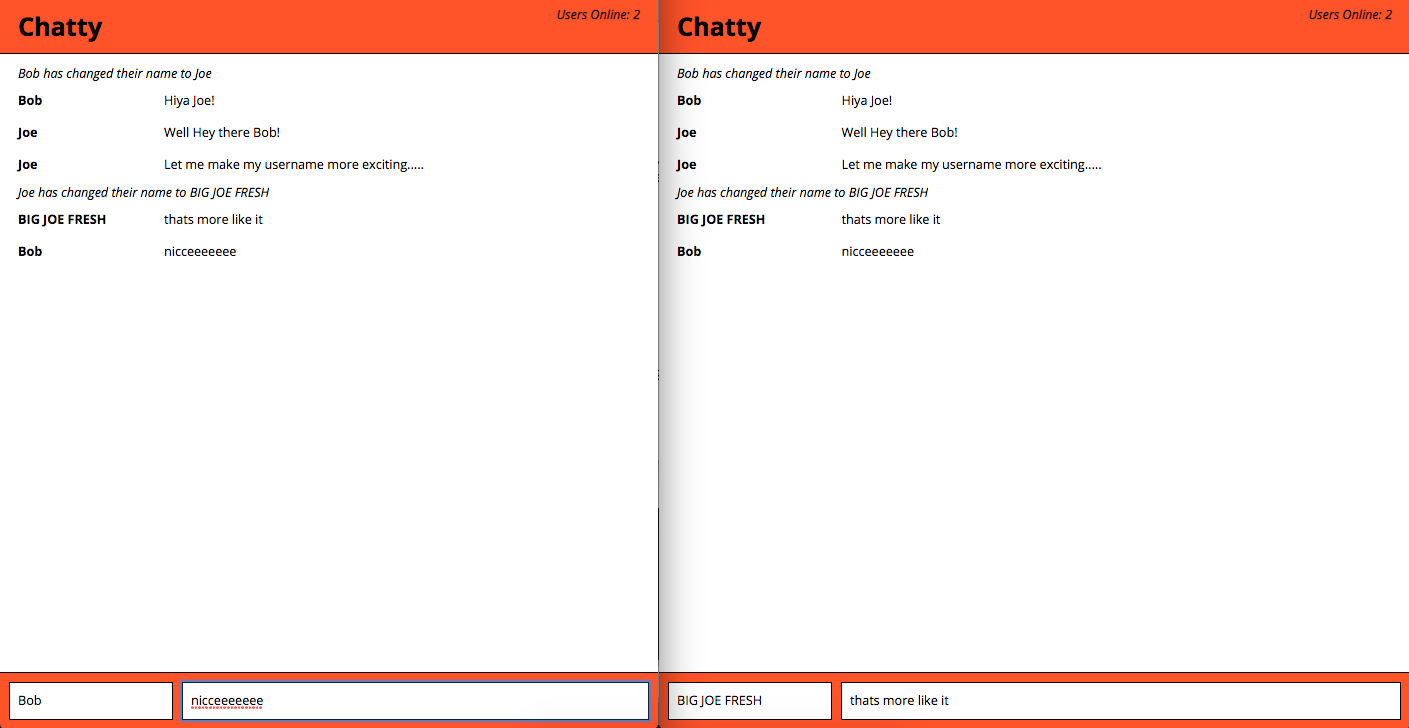 Chatty
Users Online: 2
Bob has changed their name to Joe
Bob Hiya Joe!
Joe Well Hey there Bob!
Joe Let me make my username more exciting.....
Joe has changed their name to BIG JOE FRESH
BIG JOE FRESH thats more like it
Bob nicceeeeeee
Bob nicceeeeeee
Chatty
Users Online: 2
Bob has changed their name to Joe
Bob Hiya Joe!
Joe Well Hey there Bob!
Joe Let me make my username more exciting.....
Joe has changed their name to BIG JOE FRESH
BIG JOE FRESH thats more like it
Bob nicceeeeeee
BIG JOE FRESH thats more like it